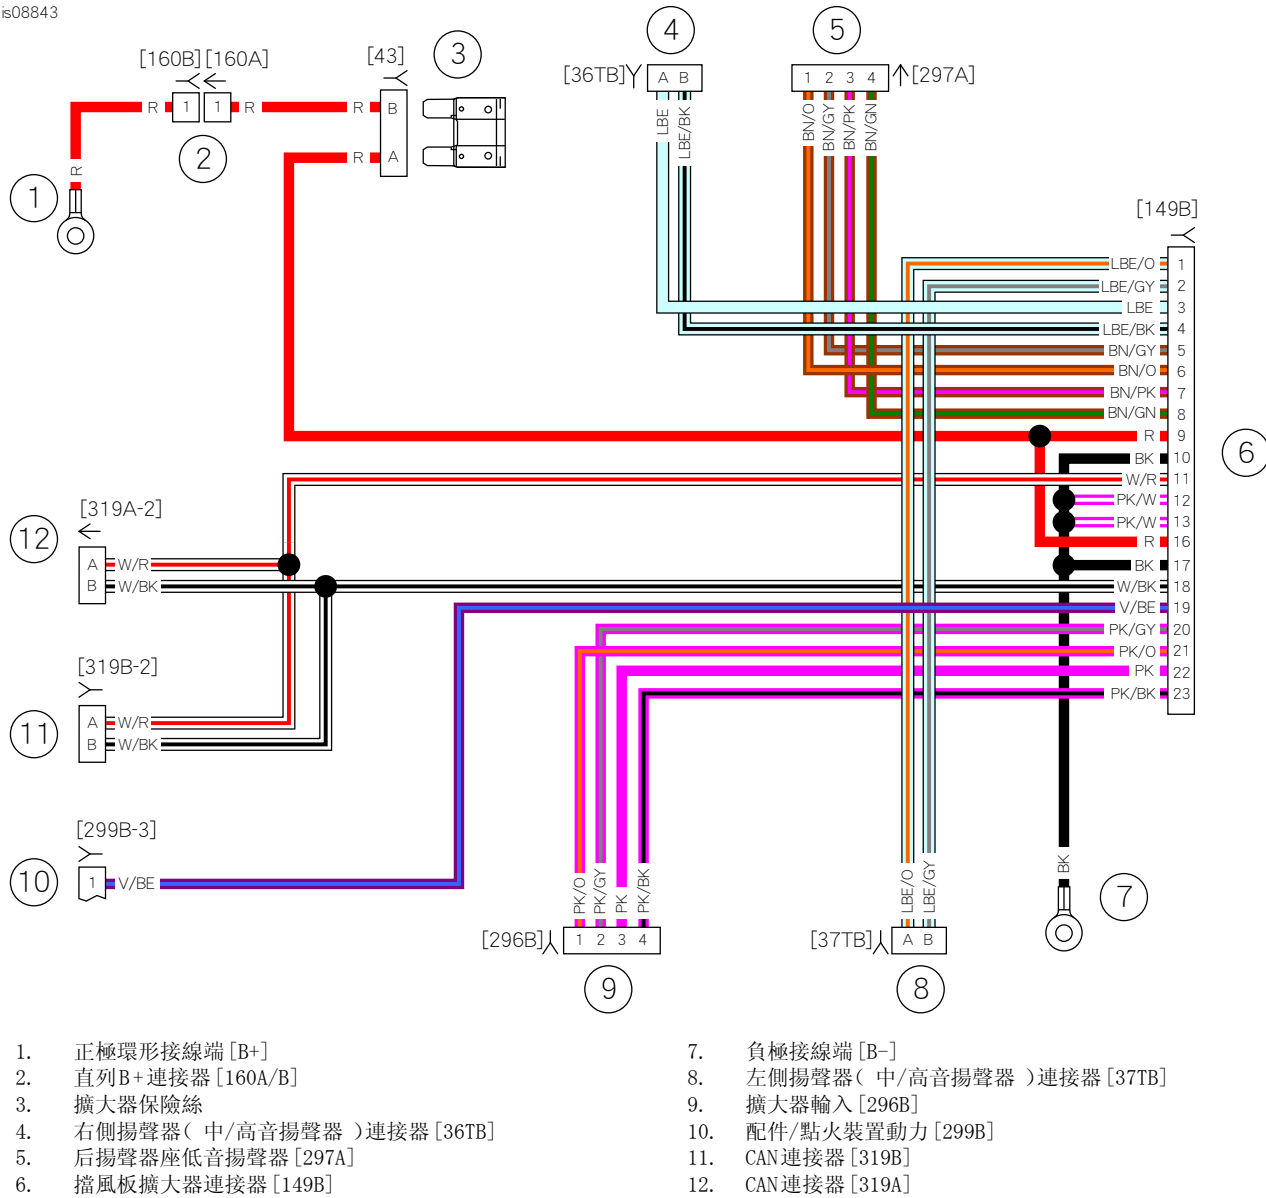 is08843
[160B] [160A]
[43]
3
4
5
[36TB]
A B
1 2 3 4
[297A]
R 1 1 R
R B
R A
2
1
R
LBE
LBE/BK
BN/O
BN/GY
BN/PK
BN/GN
[149B]
LBE/O 1
LBE/GY 2
LBE 3
LBE/BK 4
BN/GY 5
BN/O 6
BN/PK 7
BN/GN 8
R 9
BK 10
W/R 11
PK/W 12
PK/W 13
R 16
BK 17
W/BK 18
V/BE 19
PK/GY 20
PK/O 21
PK 22
PK/BK 23
6
[319A-2]
12
A W/R
B W/BK
[319B-2]
11
A W/R
B W/BK
[299B-3]
10
1 V/BE
PK/O
PK/GY
PK
PK/BK
LBE/O
LBE/GY
BK
7
[296B] 1 2 3 4
[37TB] A B
9
8
1. 正極環形接線端[B+]
2. 直列B+連接器[160A/B]
3. 擴大器保險絲
4. 右側揚聲器( 中/高音揚聲器 )連接器[36TB]
5. 后揚聲器座低音揚聲器[297A]
6. 擋風板擴大器連接器[149B]
7. 負極接線端[B-]
8. 左側揚聲器( 中/高音揚聲器 )連接器[37TB]
9. 擴大器輸入[296B]
10. 配件/點火裝置動力[299B]
11. CAN連接器[319B]
12. CAN連接器[319A]